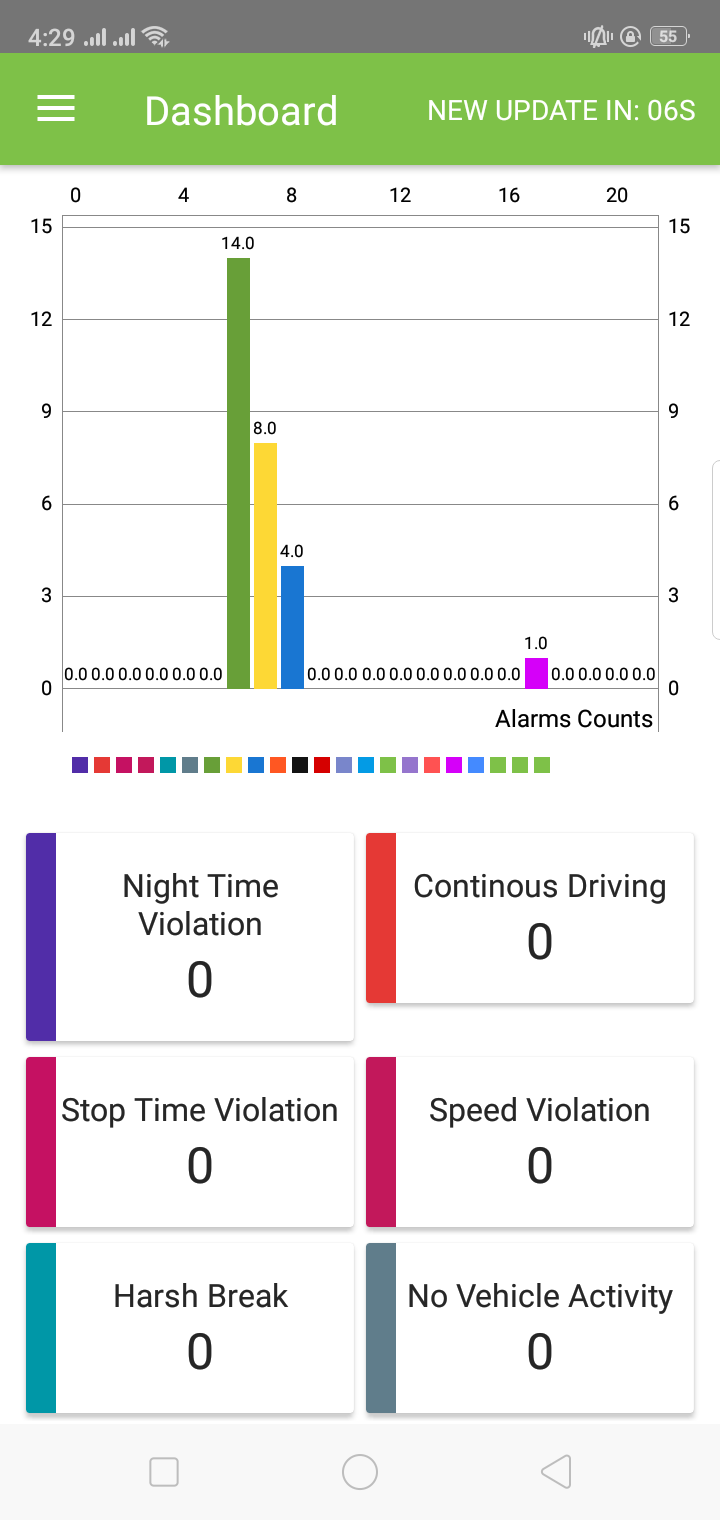 4:29 55
Dashboard NEW UPDATE IN: 06S
0 4 8 12 16 20
15 15
14.0
12 12
9 9
8.0
6 6
4.0
3 3
1.0
0.0 0.0 0.0 0.0 0.0 0.0 0.0 0.0 0.0 0.0 0.0 0.0 0.0 0.0 0.0 0.0 0.0 0.0
0 0
Alarms Counts
Night Time
Violation
0
Continous Driving
0
Stop Time Violation
0
Speed Violation
0
Harsh Break
0
No Vehicle Activity
0